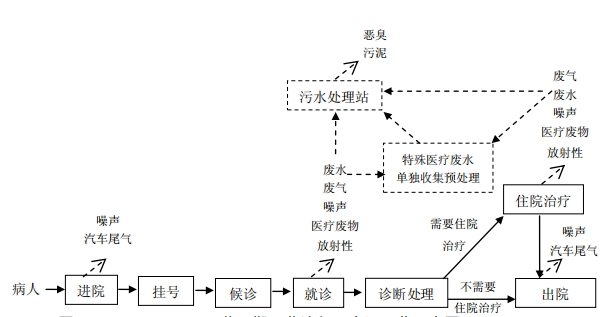 恶臭
污泥
污水处理站
废气
废水
噪声
医疗废物
放射性
特殊医疗废水
单独收集预处理
废水
废气
噪声
医疗废物
放射性
住院治疗
噪声
汽车尾气
需要住院
治疗
噪声
汽车尾气
病人
进院
挂号
候诊
就诊
诊断处理
不需要
住院治疗
出院